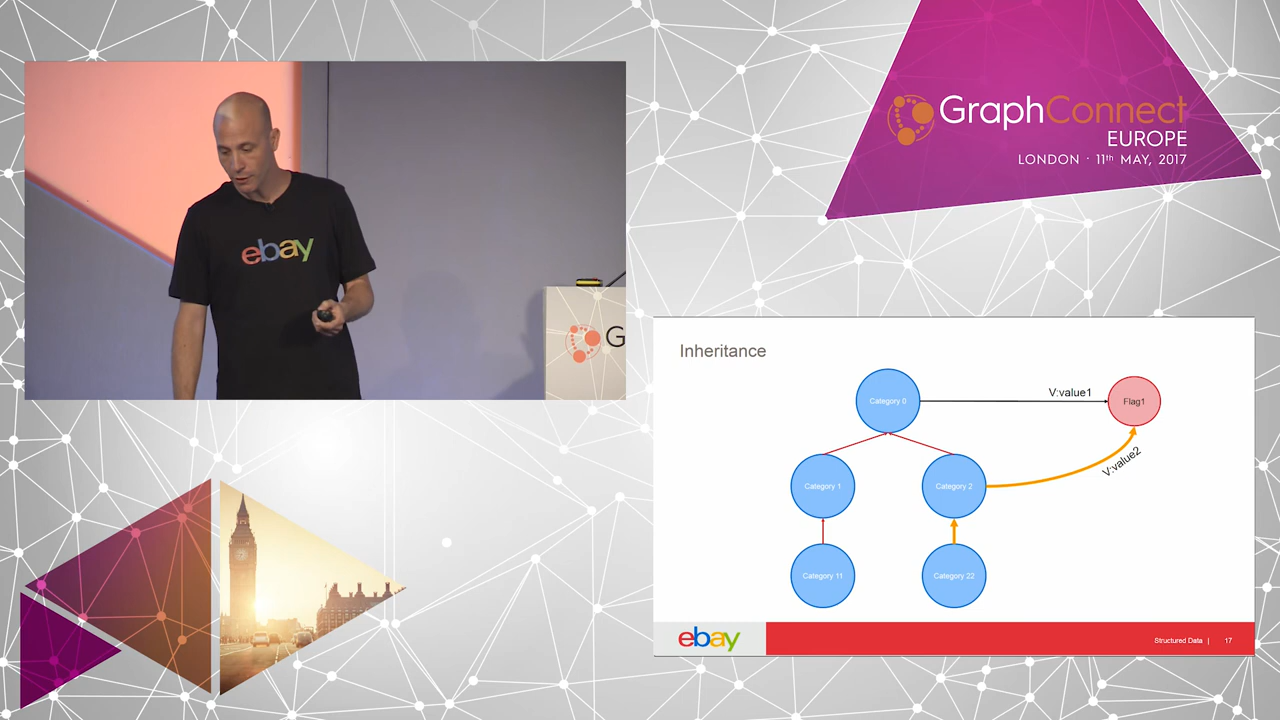 GraphConnect
EUROPE
LONDON · 11th MAY, 2017
ebay
G
Inheritance
Category 0
V:value1
Flag1
Category 1
Category 2
V:value2
Category 11
Category 22
ebay
Structured Data | 17